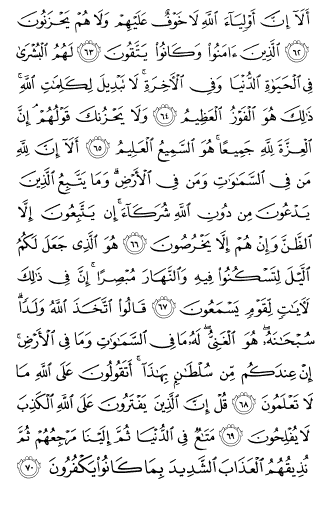 أَلَآ إِنَّ أَوْلِيَآءَ ٱللَّهِ لَا خَوْفٌ عَلَيْهِمْ وَلَا هُمْ يَحْزَنُونَ
﴿٦٢﴾ ٱلَّذِينَ ءَامَنُوا۟ وَكَانُوا۟ يَتَّقُونَ ﴿٦٣﴾ لَهُمُ ٱلْبُشْرَىٰ
فِى ٱلْحَيَوٰةِ ٱلدُّنْيَا وَفِى ٱلْـَٔاخِرَةِ ۚ لَا تَبْدِيلَ لِكَلِمَٰتِ ٱللَّهِ ۚ
ذَٰلِكَ هُوَ ٱلْفَوْزُ ٱلْعَظِيمُ ﴿٦٤﴾ وَلَا يَحْزُنكَ قَوْلُهُمْ ۘ إِنَّ
ٱلْعِزَّةَ لِلَّهِ جَمِيعًا ۚ هُوَ ٱلسَّمِيعُ ٱلْعَلِيمُ ﴿٦٥﴾ أَلَآ إِنَّ لِلَّهِ
مَن فِى ٱلسَّمَٰوَٰتِ وَمَن فِى ٱلْأَرْضِ ۗ وَمَا يَتَّبِعُ ٱلَّذِينَ
يَدْعُونَ مِن دُونِ ٱللَّهِ شُرَكَآءَ ۚ إِن يَتَّبِعُونَ إِلَّا
ٱلظَّنَّ وَإِنْ هُمْ إِلَّا يَخْرُصُونَ ﴿٦٦﴾ هُوَ ٱلَّذِى جَعَلَ لَكُمُ
ٱلَّيْلَ لِتَسْكُنُوا۟ فِيهِ وَٱلنَّهَارَ مُبْصِرًا ۚ إِنَّ فِى ذَٰلِكَ
لَـَٔايَٰتٍ لِّقَوْمٍ يَسْمَعُونَ ﴿٦٧﴾ قَالُوا۟ ٱتَّخَذَ ٱللَّهُ وَلَدًا ۗ
سُبْحَٰنَهُۥ ۖ هُوَ ٱلْغَنِىُّ ۖ لَهُۥ مَا فِى ٱلسَّمَٰوَٰتِ وَمَا فِى ٱلْأَرْضِ ۚ
إِنْ عِندَكُم مِّن سُلْطَٰنٍۭ بِهَٰذَآ ۚ أَتَقُولُونَ عَلَى ٱللَّهِ مَا
لَا تَعْلَمُونَ ﴿٦٨﴾ قُلْ إِنَّ ٱلَّذِينَ يَفْتَرُونَ عَلَى ٱللَّهِ ٱلْكَذِبَ
لَا يُفْلِحُونَ ﴿٦٩﴾ مَتَٰعٌ فِى ٱلدُّنْيَا ثُمَّ إِلَيْنَا مَرْجِعُهُمْ ثُمَّ
نُذِيقُهُمُ ٱلْعَذَابَ ٱلشَّدِيدَ بِمَا كَانُوا۟ يَكْفُرُونَ ﴿٧٠﴾